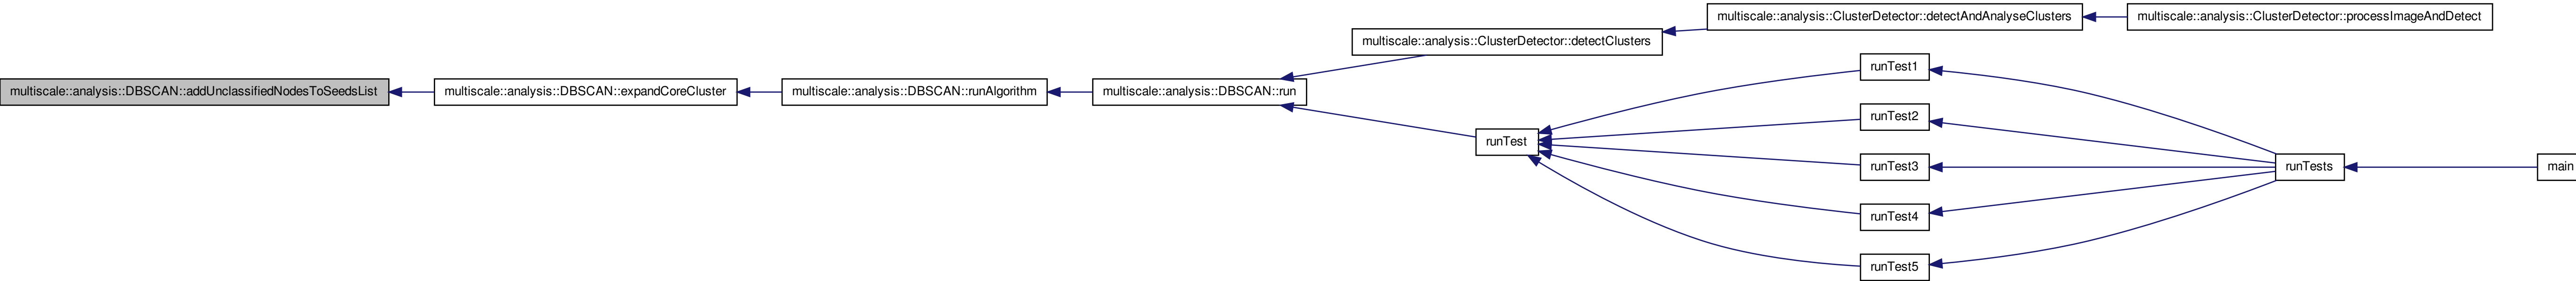 multiscale::analysis::DBSCAN::addUnclassifiedNodesToSeedsList
multiscale::analysis::DBSCAN::expandCoreCluster
multiscale::analysis::DBSCAN::runAlgorithm
multiscale::analysis::DBSCAN::run
multiscale::analysis::ClusterDetector::detectClusters
multiscale::analysis::ClusterDetector::detectAndAnalyseClusters
multiscale::analysis::ClusterDetector::processImageAndDetect
runTest
runTest1
runTest2
runTest3
runTest4
runTest5
runTests
main